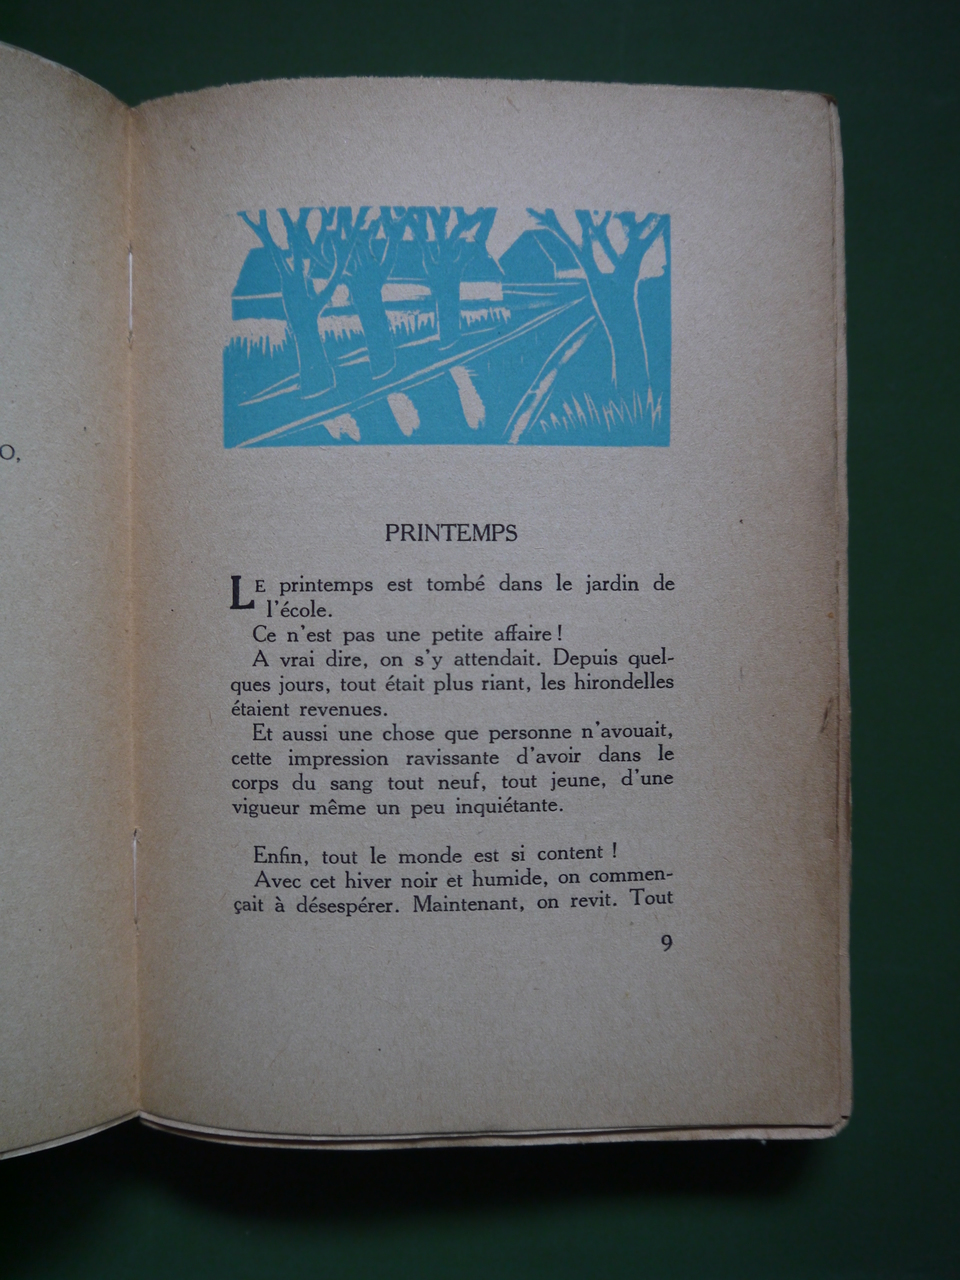 O,
PRINTEMPS
LE printemps est tombé dans le jardin de
l'école.
Ce n'est pas une petite affaire !
A vrai dire, on s'y attendait. Depuis quel-
ques jours, tout était plus riant, les hirondelles
étaient revenues.
Et aussi une chose que personne n'avouait,
cette impression ravissante d'avoir dans le
corps du sang tout neuf, tout jeune, d'une
vigueur même un peu inquiétante.
Enfin, tout le monde est si content !
Avec cet hiver noir et humide, on commen-
çait à désespérer. Maintenant, on revit. Tout
9